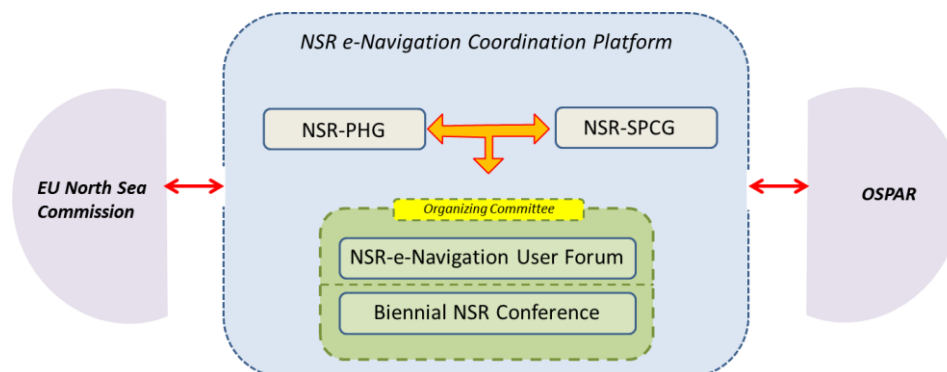 NSR e-Navigation Coordination Platform
NSR-PHG
NSR-SPCG
EU North Sea
Commission
OSPAR
Organizing Committee
NSR-e-Navigation User Forum
Biennial NSR Conference